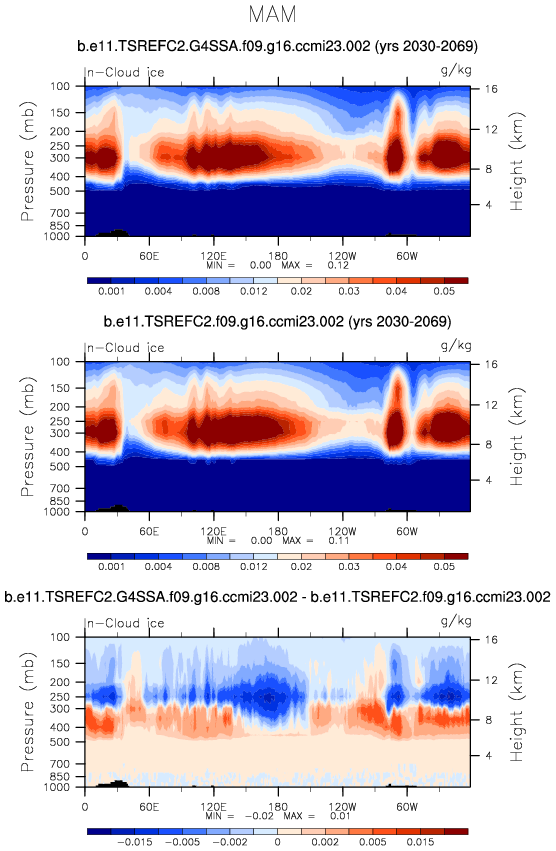 MAM
b.e11.TSREFC2.G4SSA.f09.g16.ccmi23.002 (yrs 2030-2069)
In-Cloud ice g/kg
Pressure (mb)
100
150
200
250
300
400
500
700
850
1000
16
12
8
4
Height (km)
0 60E 120E 180 120W 60W
MIN = 0.00 MAX = 0.12
0.001 0.004 0.008 0.012 0.02 0.03 0.04 0.05
b.e11.TSREFC2.f09.g16.ccmi23.002 (yrs 2030-2069)
In-Cloud ice g/kg
Pressure (mb)
100
150
200
250
300
400
500
700
850
1000
16
12
8
4
Height (km)
0 60E 120E 180 120W 60W
MIN = 0.00 MAX = 0.11
0.001 0.004 0.008 0.012 0.02 0.03 0.04 0.05
b.e11.TSREFC2.G4SSA.f09.g16.ccmi23.002 - b.e11.TSREFC2.f09.g16.ccmi23.002
In-Cloud ice g/kg
Pressure (mb)
100
150
200
250
300
400
500
700
850
1000
16
12
8
4
Height (km)
0 60E 120E 180 120W 60W
MIN = -0.02 MAX = 0.01
-0.015 -0.005 -0.002 0 0.002 0.005 0.015